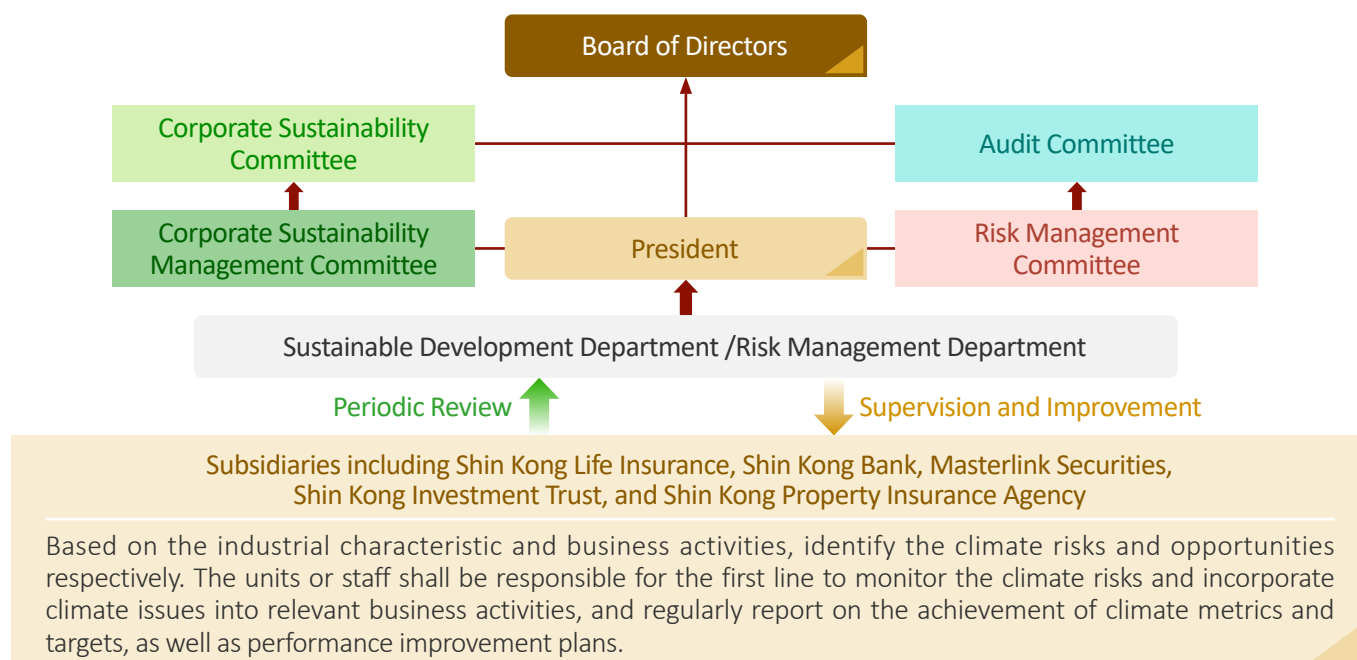 Board of Directors
Corporate Sustainability
Committee
Audit Committee
Corporate Sustainability
Management Committee
President
Risk Management
Committee
Sustainable Development Department /Risk Management Department
Periodic Review
Supervision and Improvement
Subsidiaries including Shin Kong Life Insurance, Shin Kong Bank, Masterlink Securities,
Shin Kong Investment Trust, and Shin Kong Property Insurance Agency
Based on the industrial characteristic and business activities, identify the climate risks and opportunities
respectively. The units or staff shall be responsible for the first line to monitor the climate risks and incorporate
climate issues into relevant business activities, and regularly report on the achievement of climate metrics and
targets, as well as performance improvement plans.